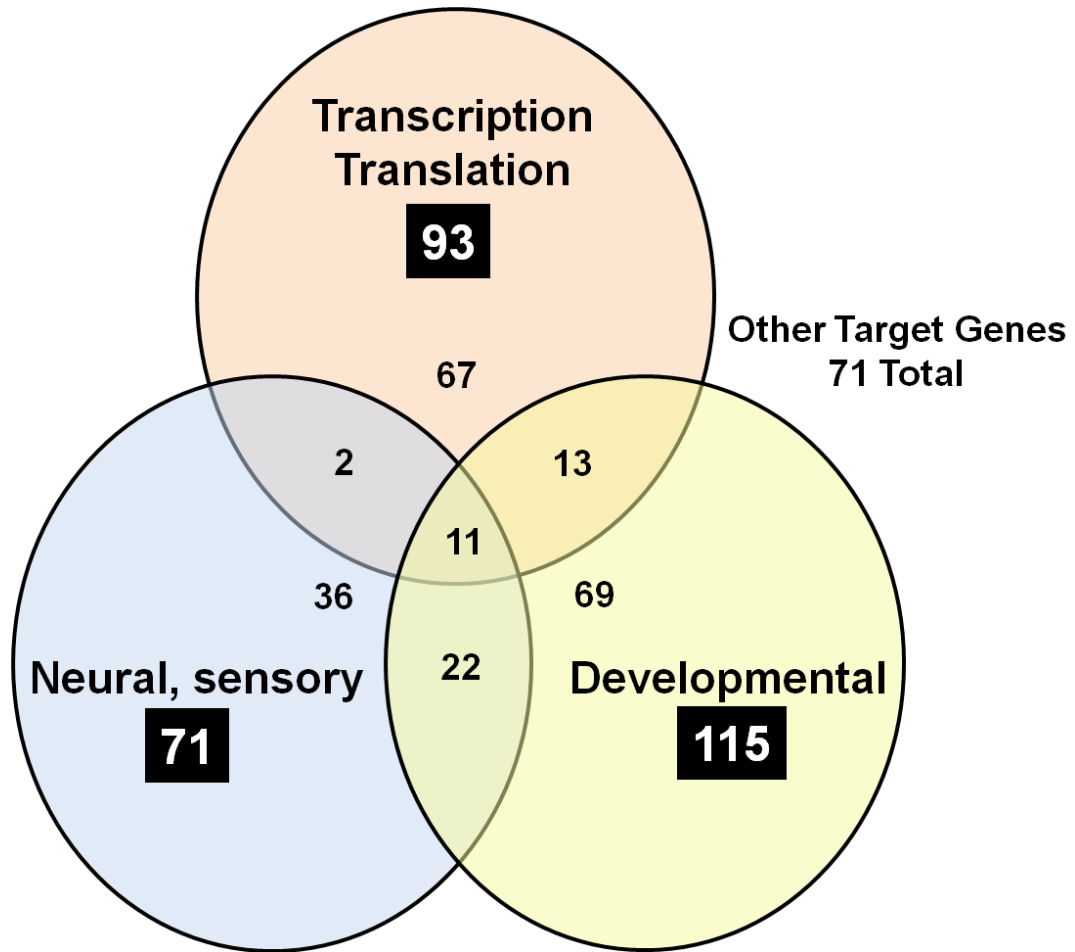 Transcription
Translation
93
Other Target Genes
71 Total
67
2
13
11
36
69
22
Neural, sensory
71
Developmental
115